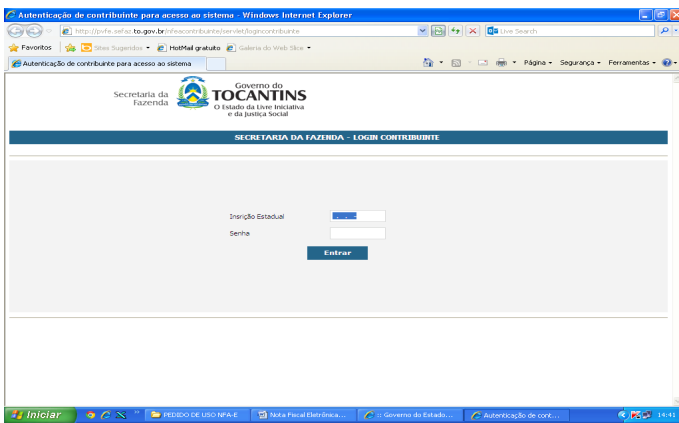 Autenticação de contribuinte para acesso ao sistema - Windows Internet Explorer
http://pvfe.sefaz.to.gov.br/nfeacontribuinte/servlet/logincontribuinte
Live Search
Favoritos Sites Sugeridos HotMail gratuito Galeria do Web Slice
Autenticação de contribuinte para acesso ao sistema
Página Segurança Ferramentas
Secretaria da Fazenda
Governo do
TOCANTINS
O Estado da Livre Iniciativa
e da Justiça Social
SECRETARIA DA FAZENDA - LOGIN CONTRIBUINTE
Insrição Estadual . . -
Senha
Entrar
Iniciar PEDIDO DE USO NFA-E Nota Fiscal Eletrônica... :: Governo do Estado... Autenticação de cont... 14:41